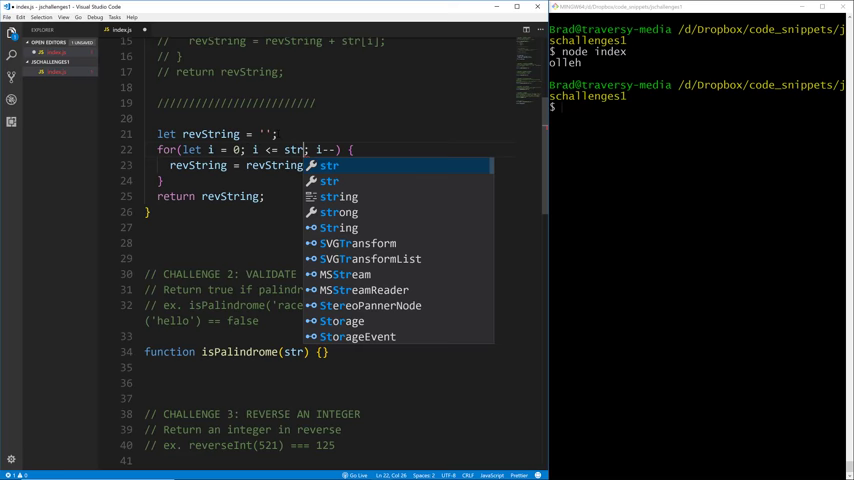 index.js - jschallenges1 - Visual Studio Code
File Edit Selection View Go Debug Tasks Help
EXPLORER
OPEN EDITORS 1 UNSAVED
index.js
JSCHALLENGES1
index.js
index.js
15 // revString = revString + str[i];
16 // }
17 // return revString;
18
19 /////////////////////////
20
21 let revString = '';
22 for(let i = 0; i <= str; i--) {
23 revString = revString
24 }
25 return revString;
26 }
27
28
29
30 // CHALLENGE 2: VALIDATE
31 // Return true if palindr
32 // ex. isPalindrome('race
('hello') == false
33
34 function isPalindrome(str) {}
35
36
37
38 // CHALLENGE 3: REVERSE AN INTEGER
39 // Return an integer in reverse
40 // ex. reverseInt(521) === 125
41
str
str
string
strong
String
SVGTransform
SVGTransformList
MSStream
MSStreamReader
StereoPannerNode
Storage
StorageEvent
1 0
Go Live Ln 22, Col 26 Spaces: 2 UTF-8 CRLF JavaScript Prettier
MINGW64:/d/Dropbox/code_snippets/jschallenges1
Brad@traversy-media /d/Dropbox/code_snippets/j
schallenges1
$ node index
olleh
Brad@traversy-media /d/Dropbox/code_snippets/j
schallenges1
$